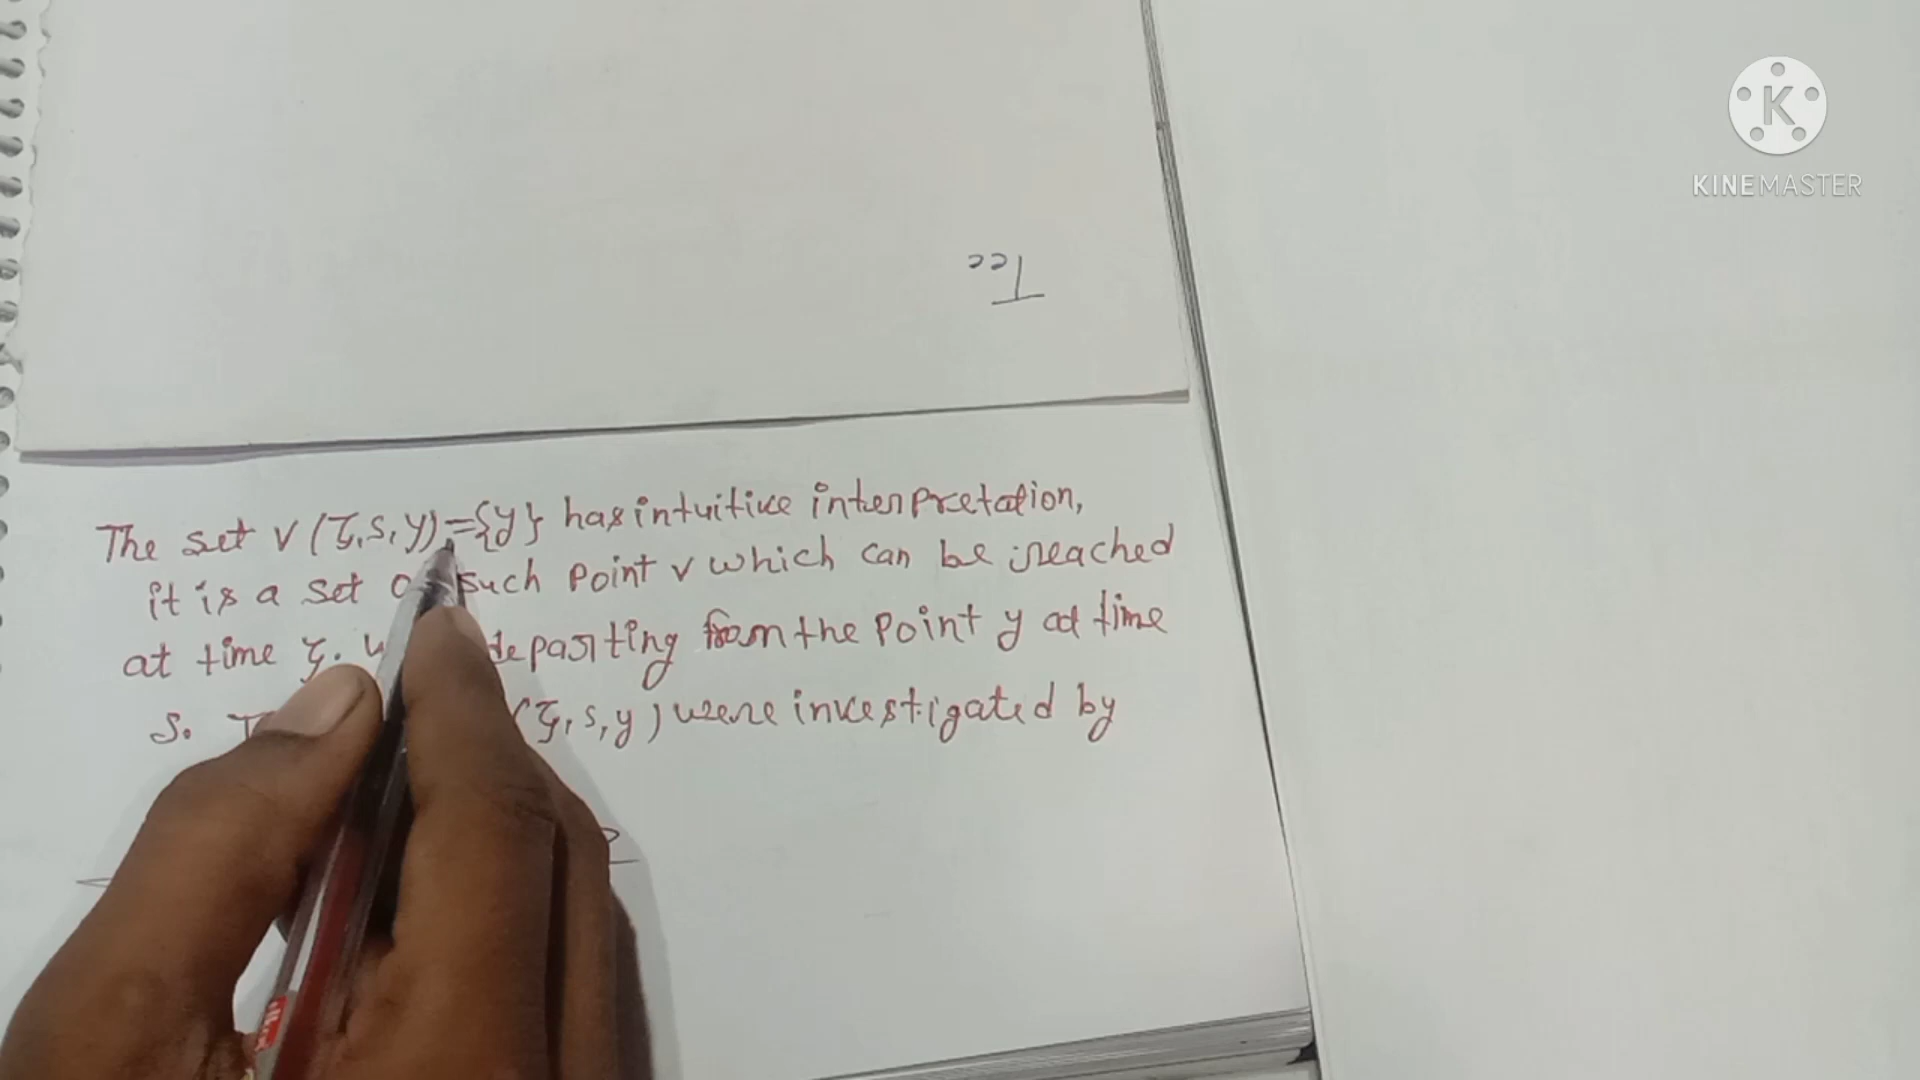 KINEMASTER
Tcc
The set v (ζ, s, y) = {y} has intuitive interpretation,
it is a set such point v which can be reached
at time ζ. departing from the point y at time
s. (ζ, s, y) were investigated by